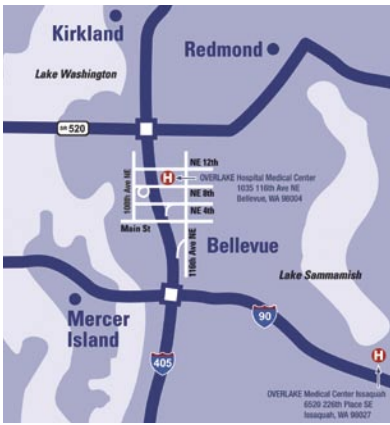 Kirkland
Redmond
Lake Washington
SR 520
NE 12th
H
OVERLAKE Hospital Medical Center
1035 116th Ave NE
Bellevue, WA 98004
108th Ave NE
NE 8th
NE 4th
Main St
116th Ave NE
Bellevue
Lake Sammamish
Mercer
Island
90
405
H
OVERLAKE Medical Center Issaquah
6520 226th Place SE
Issaquah, WA 98027